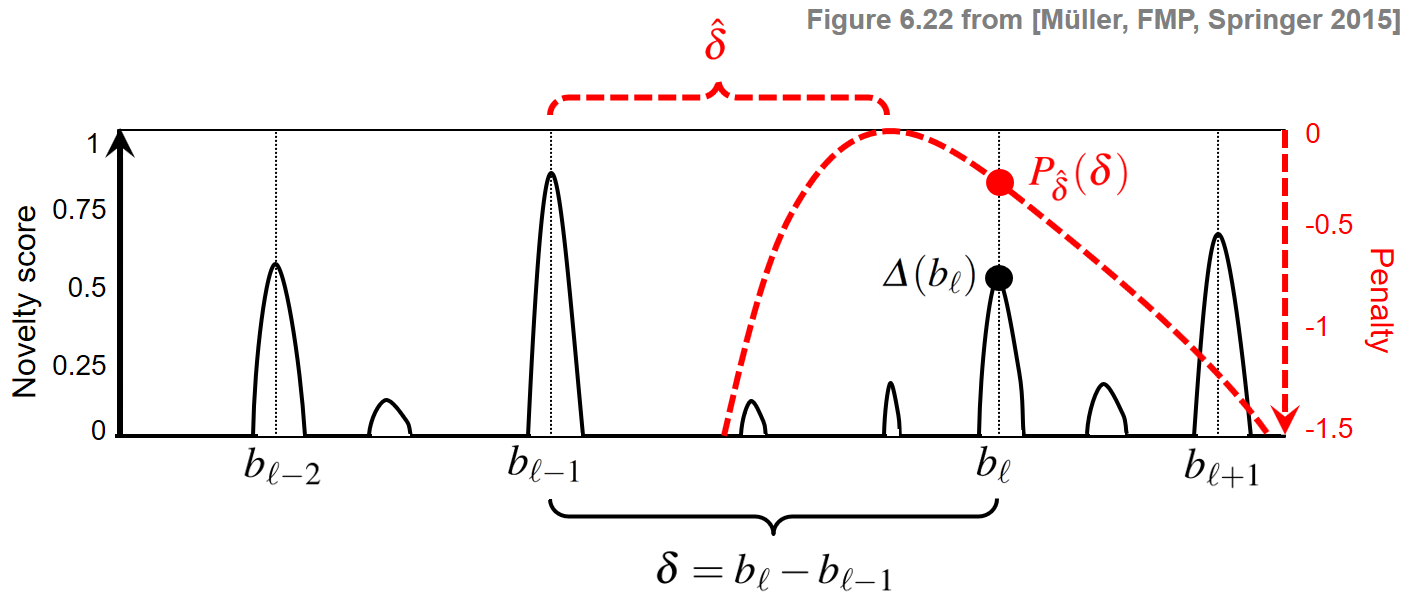 Figure 6.22 from [Müller, FMP, Springer 2015]
δ̂
1
0.75
0.5
0.25
0
Novelty score
0
-0.5
-1
-1.5
Penalty
P_δ̂(δ)
Δ(b_ℓ)
b_ℓ−2
b_ℓ−1
b_ℓ
b_ℓ+1
δ = b_ℓ − b_ℓ−1